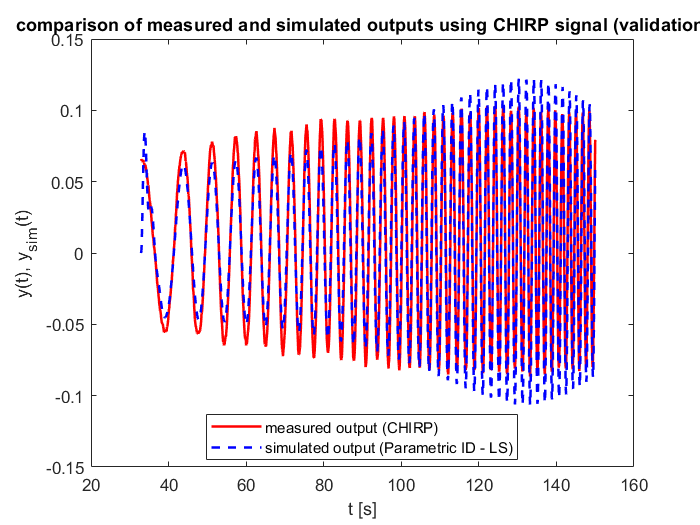 comparison of measured and simulated outputs using CHIRP signal (validation
0.15
0.1
0.05
0
-0.05
-0.1
-0.15
y(t), y_sim(t)
measured output (CHIRP)
simulated output (Parametric ID - LS)
20 40 60 80 100 120 140 160
t [s]